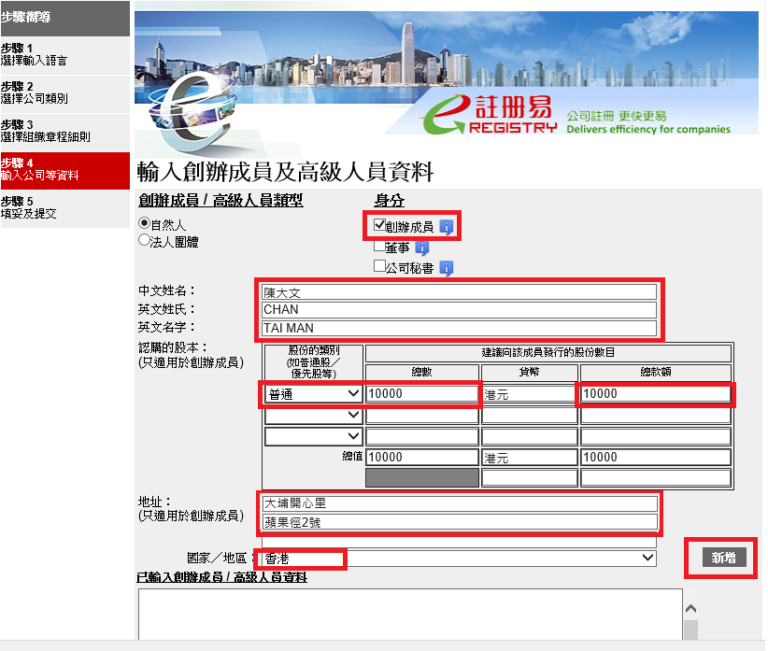 步驟嚮導
步驟 1
選擇輸入語言
步驟 2
選擇公司類別
步驟 3
選擇組織章程細則
步驟 4
輸入公司等資料
步驟 5
填妥及提交
註冊易
REGISTRY
公司註冊 更快更易
Delivers efficiency for companies
輸入創辦成員及高級人員資料
創辦成員 / 高級人員類型
身分
自然人
法人團體
創辦成員
董事
公司秘書
中文姓名：
陳大文
英文姓氏：
CHAN
英文名字：
TAI MAN
認購的股本：
(只適用於創辦成員)
股份的類別
(如普通股／
優先股等)
建議向該成員發行的股份數目
總數
貨幣
總款額
普通
10000
港元
10000
總值
10000
港元
10000
地址：
(只適用於創辦成員)
大埔開心里
蘋果徑2號
國家／地區：
香港
新增
已輸入創辦成員 / 高級人員資料